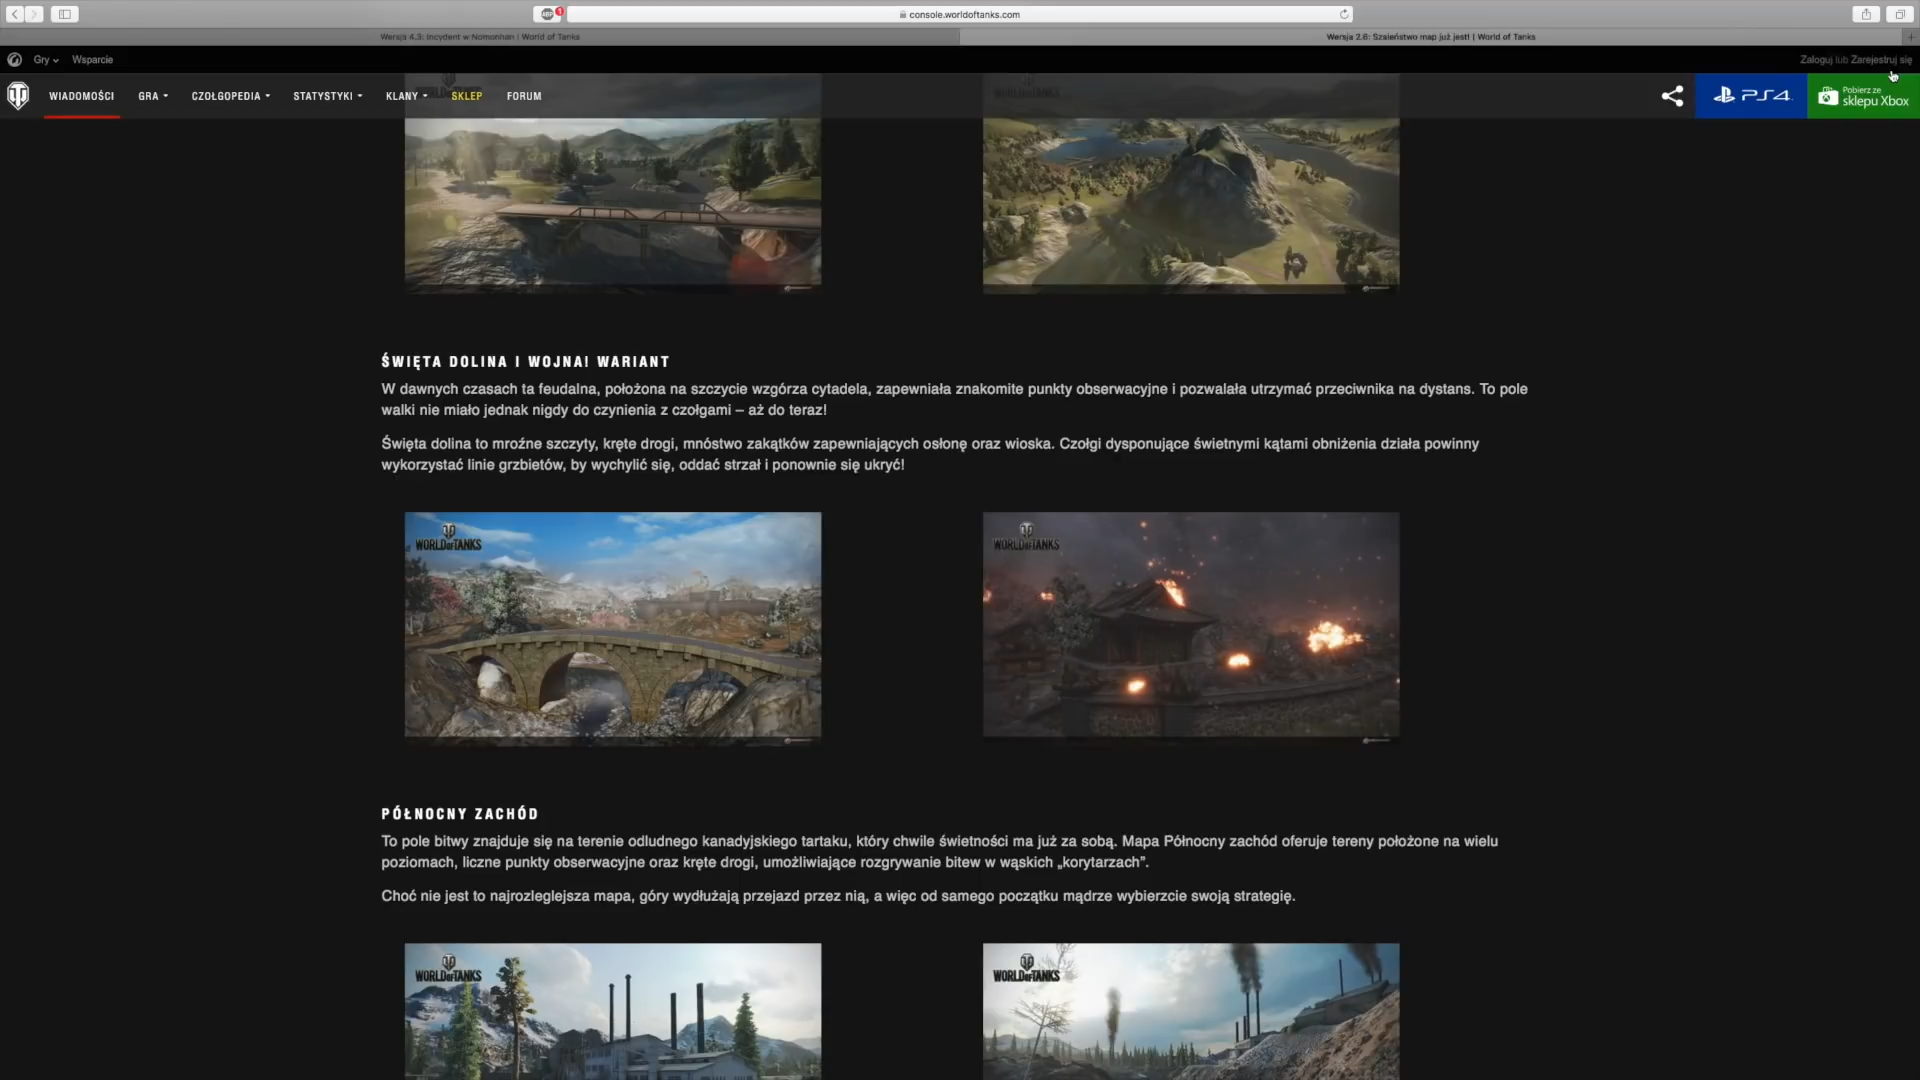 console.worldoftanks.com
Wersja 4.3: Incydent w Nomonhan | World of Tanks
Wersja 2.6: Szaleństwo map już jest! | World of Tanks
Gry
Wsparcie
Zaloguj lub Zarejestruj się
WIADOMOŚCI
GRA
CZOŁGOPEDIA
STATYSTYKI
KLANY
SKLEP
FORUM
PS4
Pobierz ze
sklepu Xbox
ŚWIĘTA DOLINA I WOJNA! WARIANT
W dawnych czasach ta feudalna, położona na szczycie wzgórza cytadela, zapewniała znakomite punkty obserwacyjne i pozwalała utrzymać przeciwnika na dystans. To pole
walki nie miało jednak nigdy do czynienia z czołgami – aż do teraz!
Święta dolina to mroźne szczyty, kręte drogi, mnóstwo zakątków zapewniających osłonę oraz wioska. Czołgi dysponujące świetnymi kątami obniżenia działa powinny
wykorzystać linie grzbietów, by wychylić się, oddać strzał i ponownie się ukryć!
WORLD OF TANKS
WORLD OF TANKS
PÓŁNOCNY ZACHÓD
To pole bitwy znajduje się na terenie odludnego kanadyjskiego tartaku, który chwile świetności ma już za sobą. Mapa Północny zachód oferuje tereny położone na wielu
poziomach, liczne punkty obserwacyjne oraz kręte drogi, umożliwiające rozgrywanie bitew w wąskich „korytarzach”.
Choć nie jest to najrozleglejsza mapa, góry wydłużają przejazd przez nią, a więc od samego początku mądrze wybierzcie swoją strategię.
WORLD OF TANKS
WORLD OF TANKS